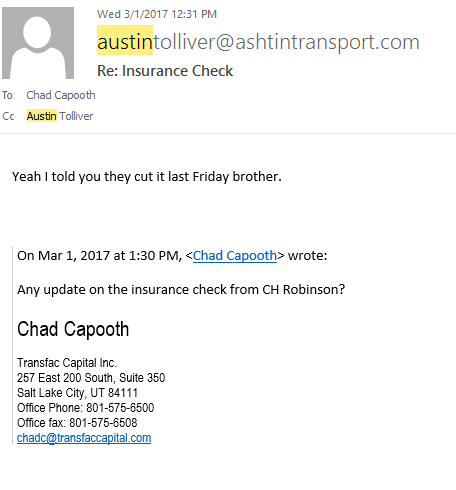 Wed 3/1/2017 12:31 PM
austintolliver@ashtintransport.com
Re: Insurance Check
To Chad Capooth
Cc Austin Tolliver
Yeah I told you they cut it last Friday brother.
On Mar 1, 2017 at 1:30 PM, <Chad Capooth> wrote:
Any update on the insurance check from CH Robinson?
Chad Capooth
Transfac Capital Inc.
257 East 200 South, Suite 350
Salt Lake City, UT 84111
Office Phone: 801-575-6500
Office fax: 801-575-6508
chadc@transfaccapital.com